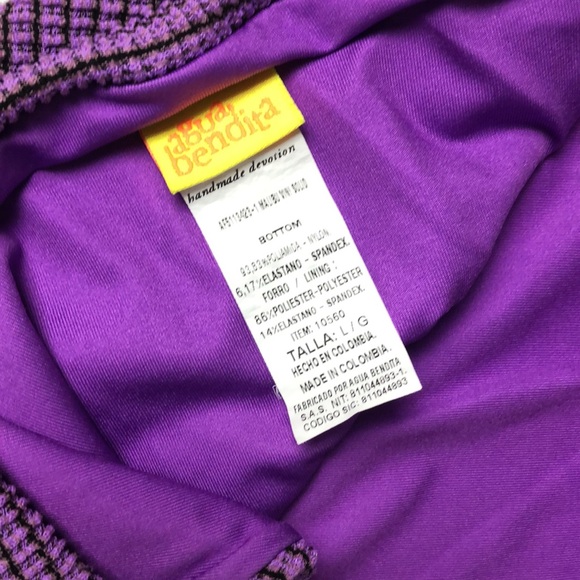 agua
bendita
handmade devotion
BOTTOM
93,83%POLIAMIDA - NYLON.
6,17%ELASTANO - SPANDEX.
FORRO / LINING :
86%POLIESTER-POLYESTER
14%ELASTANO - SPANDEX.
ITEM: 10560
TALLA: L / G
HECHO EN COLOMBIA.
MADE IN COLOMBIA.
FABRICADO POR AGUA BENDITA
S.A.S. NIT: 811044893-1.
CODIGO SIC: 811044893